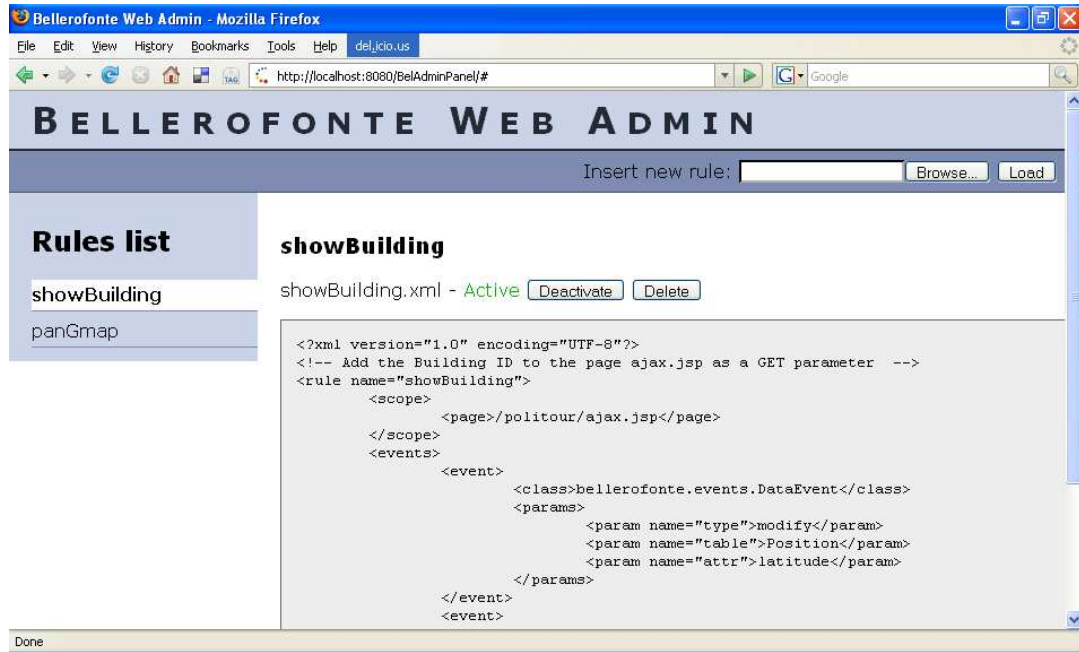 Bellerofonte Web Admin - Mozilla Firefox
File Edit View History Bookmarks Tools Help del.icio.us
TAG http://localhost:8080/BelAdminPanel/# G Google
BELLEROFONTE WEB ADMIN
Insert new rule: Browse... Load
Rules list
showBuilding
panGmap
showBuilding
showBuilding.xml - Active Deactivate Delete
<?xml version="1.0" encoding="UTF-8"?>
<!-- Add the Building ID to the page ajax.jsp as a GET parameter -->
<rule name="showBuilding">
<scope>
<page>/politour/ajax.jsp</page>
</scope>
<events>
<event>
<class>bellerofonte.events.DataEvent</class>
<params>
<param name="type">modify</param>
<param name="table">Position</param>
<param name="attr">latitude</param>
</params>
</event>
<event>
Done